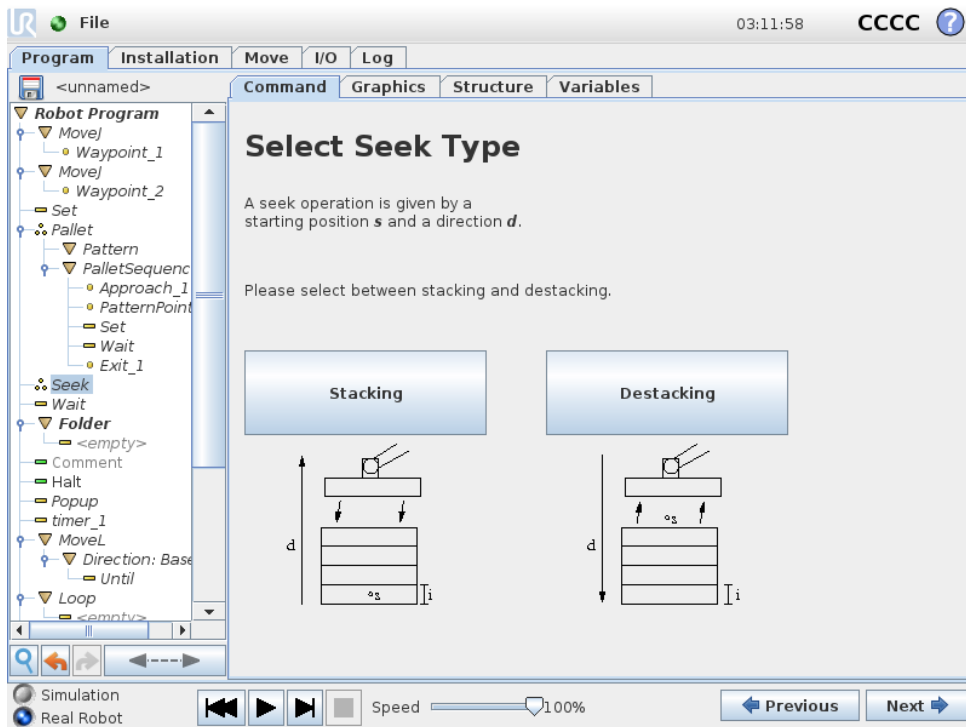 UR File 03:11:58 CCCC ?
Program Installation Move I/O Log
<unnamed>
Command Graphics Structure Variables
Robot Program
MoveJ
Waypoint_1
MoveJ
Waypoint_2
Set
Pallet
Pattern
PalletSequenc
Approach_1
PatternPoint
Set
Wait
Exit_1
Seek
Wait
Folder
<empty>
Comment
Halt
Popup
timer_1
MoveL
Direction: Base
Until
Loop
<empty>
Select Seek Type
A seek operation is given by a
starting position s and a direction d.
Please select between stacking and destacking.
Stacking Destacking
d s i
d s i
Simulation
Real Robot
Speed 100%
Previous Next